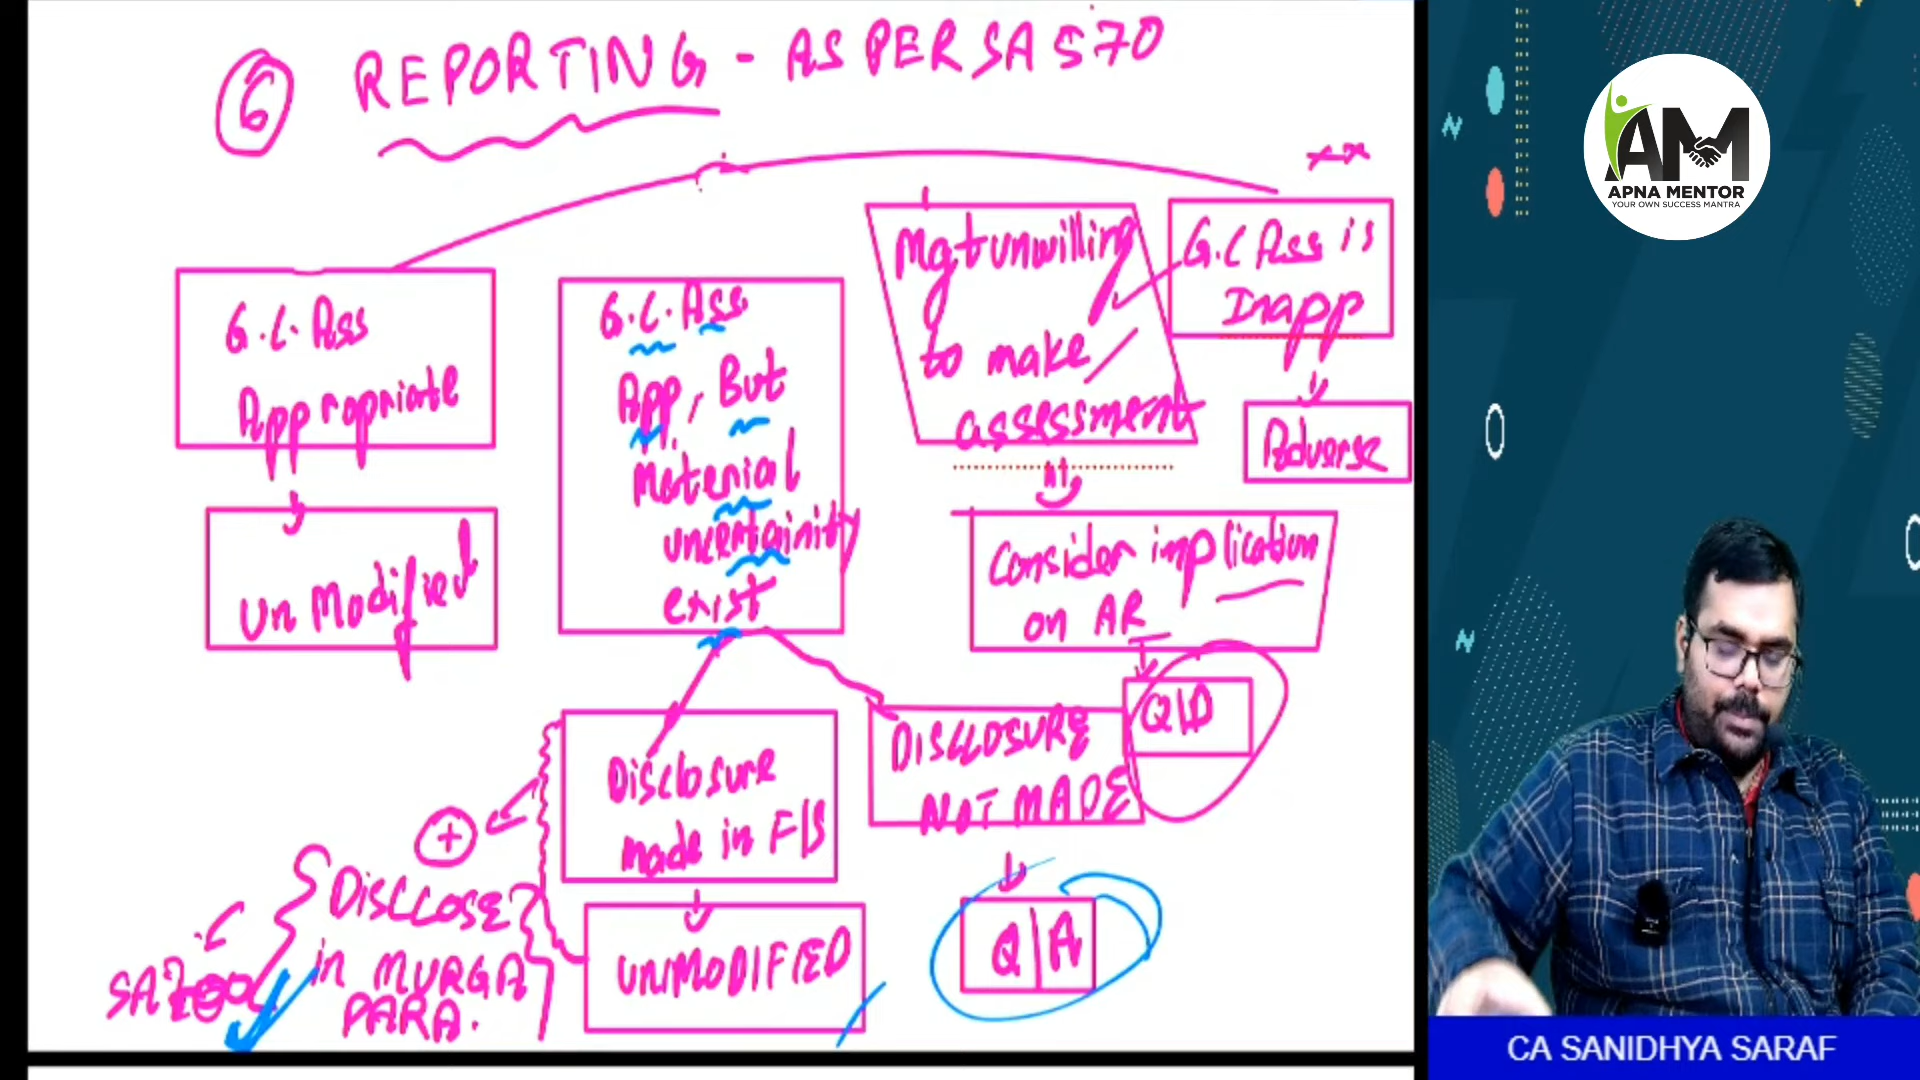 6 REPORTING - AS PER SA 570
G.C. Ass
Appropriate
Un Modified
G.C. Ass
App, But
Material
uncertainity
exist
Mgt unwilling
to make
assessment
G.C Ass is
Inapp
Adverse
Consider implication
on AR
Q|D
Disclosure
made in F|S
UNMODIFIED
DISCLOSURE
NOT MADE
Q|A
+
DISCLOSE
in MURGA
PARA.
AM
APNA MENTOR
YOUR OWN SUCCESS MANTRA
CA SANIDHYA SARAF